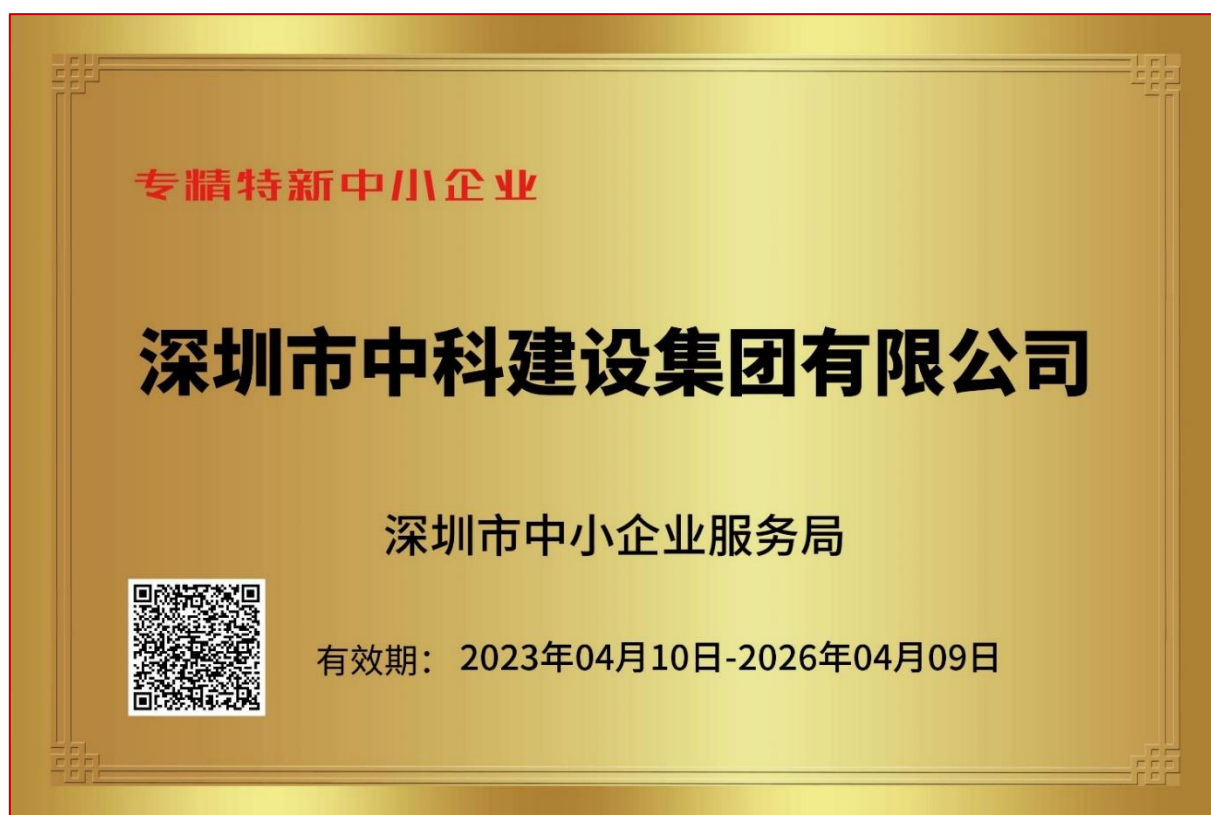 专精特新中小企业
深圳市中科建设集团有限公司
深圳市中小企业服务局
有效期： 2023年04月10日-2026年04月09日